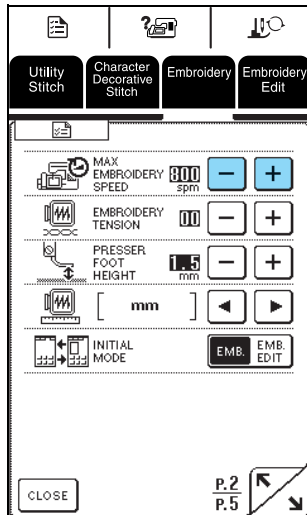 Utility
Stitch
Character
Decorative
Stitch
Embroidery
Embroidery
Edit
MAX
EMBROIDERY
SPEED
800
spm
−
+
EMBROIDERY
TENSION
00
−
+
PRESSER
FOOT
HEIGHT
1.5
mm
−
+
[ mm ]
INITIAL
MODE
EMB.
EMB.
EDIT
CLOSE
P.2
P.5